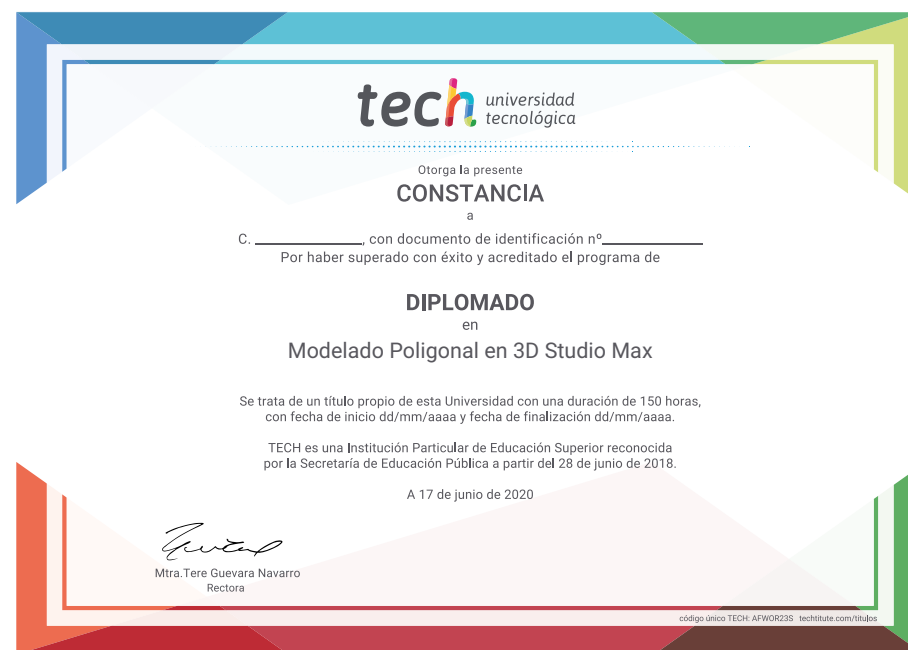 tech universidad
tecnológica
Otorga la presente
CONSTANCIA
a
C. ____________, con documento de identificación nº____________
Por haber superado con éxito y acreditado el programa de
DIPLOMADO
en
Modelado Poligonal en 3D Studio Max
Se trata de un título propio de esta Universidad con una duración de 150 horas,
con fecha de inicio dd/mm/aaaa y fecha de finalización dd/mm/aaaa.
TECH es una Institución Particular de Educación Superior reconocida
por la Secretaría de Educación Pública a partir del 28 de junio de 2018.
A 17 de junio de 2020
Mtra.Tere Guevara Navarro
Rectora
código único TECH: AFWOR23S techtitute.com/titulos